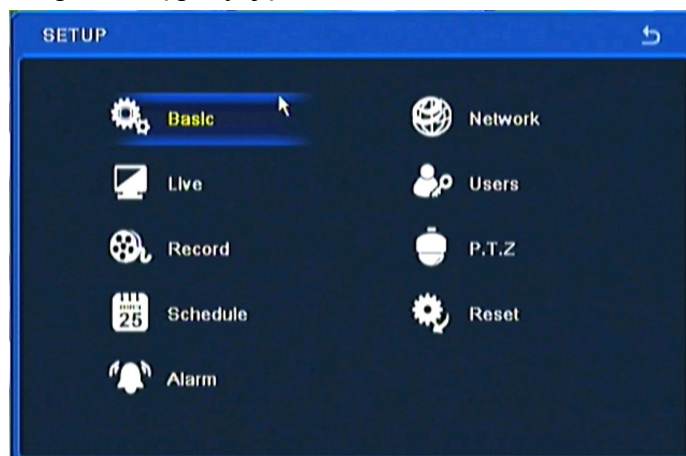 SETUP
Basic
Network
Live
Users
Record
P.T.Z
25
Schedule
Reset
Alarm